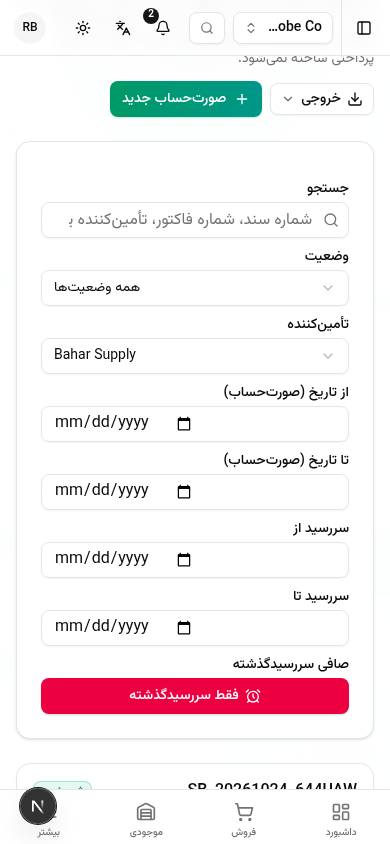 ...obe Co
2
RB
پرداختی ساخته نمی‌شود.
خروجی
صورت‌حساب جدید
جستجو
شماره سند، شماره فاکتور، تأمین‌کننده ی
وضعیت
همه وضعیت‌ها
تأمین‌کننده
Bahar Supply
از تاریخ (صورت‌حساب)
mm/dd/yyyy
تا تاریخ (صورت‌حساب)
mm/dd/yyyy
سررسید از
mm/dd/yyyy
سررسید تا
mm/dd/yyyy
صافی سررسیدگذشته
فقط سررسیدگذشته
SB-20261024-644UAW
N
داشبورد
فروش
موجودی
بیشتر